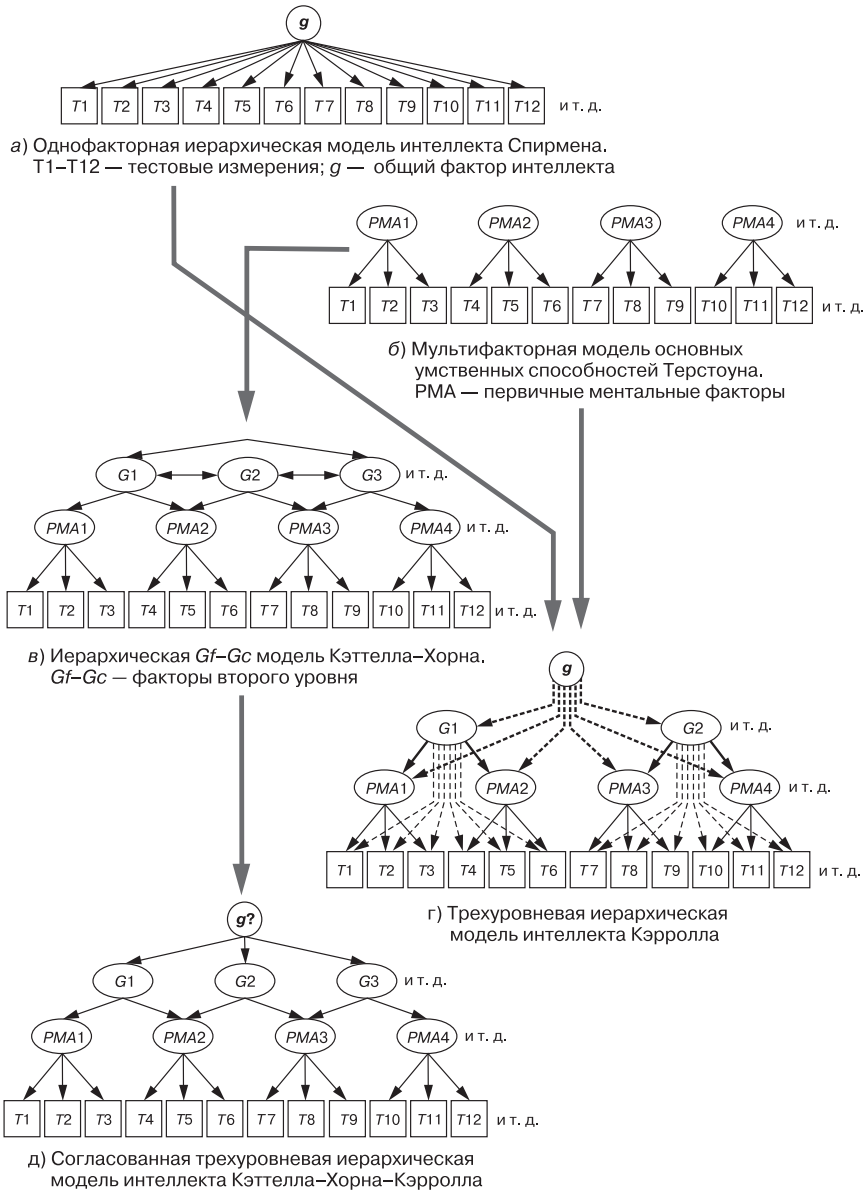 g
T1 T2 T3 T4 T5 T6 T7 T8 T9 T10 T11 T12 и т. д.
а) Однофакторная иерархическая модель интеллекта Спирмена.
Т1–Т12 — тестовые измерения; g — общий фактор интеллекта
PMA1 PMA2 PMA3 PMA4 и т. д.
T1 T2 T3 T4 T5 T6 T7 T8 T9 T10 T11 T12 и т. д.
б) Мультифакторная модель основных
умственных способностей Терстоуна.
PMA — первичные ментальные факторы
G1 G2 G3 и т. д.
PMA1 PMA2 PMA3 PMA4 и т. д.
T1 T2 T3 T4 T5 T6 T7 T8 T9 T10 T11 T12 и т. д.
в) Иерархическая Gf–Gc модель Кэттелла–Хорна.
Gf–Gc — факторы второго уровня
g
G1 G2 и т. д.
PMA1 PMA2 PMA3 PMA4 и т. д.
T1 T2 T3 T4 T5 T6 T7 T8 T9 T10 T11 T12 и т. д.
г) Трехуровневая иерархическая
модель интеллекта Кэрролла
g?
G1 G2 G3 и т. д.
PMA1 PMA2 PMA3 PMA4 и т. д.
T1 T2 T3 T4 T5 T6 T7 T8 T9 T10 T11 T12 и т. д.
д) Согласованная трехуровневая иерархическая
модель интеллекта Кэттелла–Хорна–Кэрролла